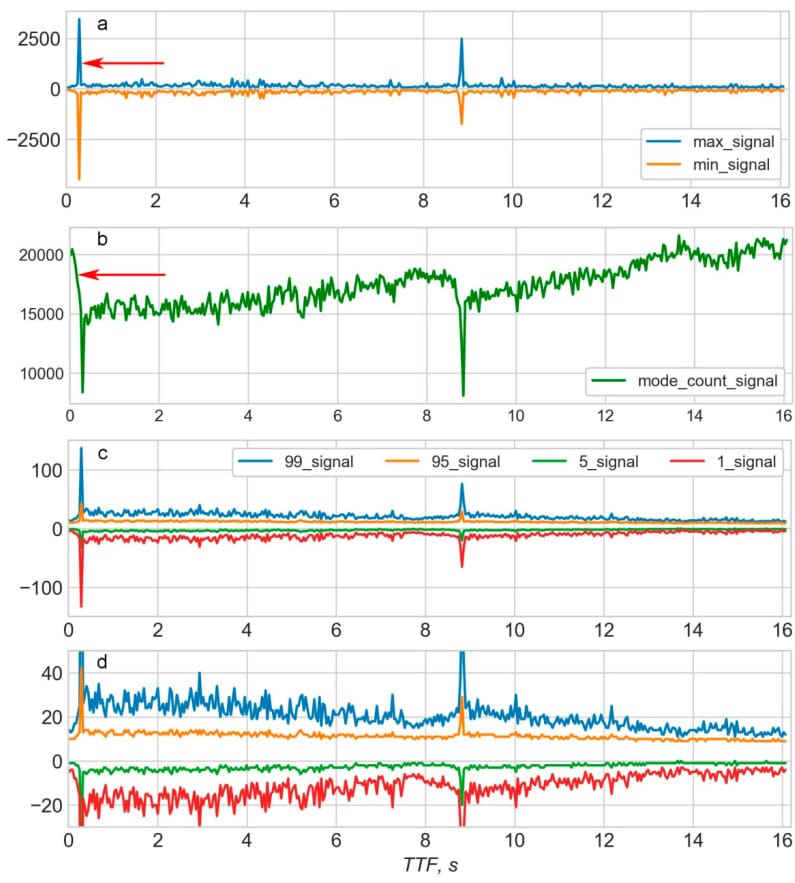 a
2500
0
−2500
max_signal
min_signal
0 2 4 6 8 10 12 14 16
b
20000
15000
10000
mode_count_signal
0 2 4 6 8 10 12 14 16
c
99_signal 95_signal 5_signal 1_signal
100
0
−100
0 2 4 6 8 10 12 14 16
d
40
20
0
−20
0 2 4 6 8 10 12 14 16
TTF, s